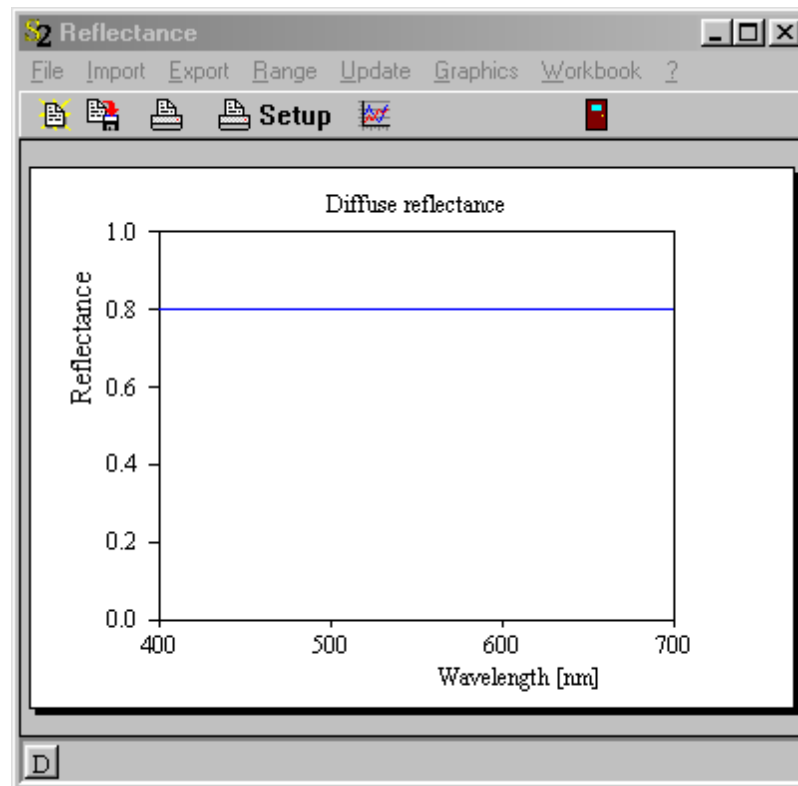 S2 Reflectance
File Import Export Range Update Graphics Workbook ?
Setup
Diffuse reflectance
1.0
0.8
0.6
0.4
0.2
0.0
Reflectance
400 500 600 700
Wavelength [nm]
D